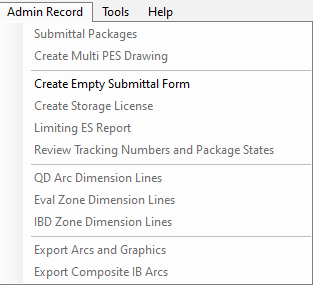 Admin Record Tools Help
Submittal Packages
Create Multi PES Drawing
Create Empty Submittal Form
Create Storage License
Limiting ES Report
Review Tracking Numbers and Package States
QD Arc Dimension Lines
Eval Zone Dimension Lines
IBD Zone Dimension Lines
Export Arcs and Graphics
Export Composite IB Arcs